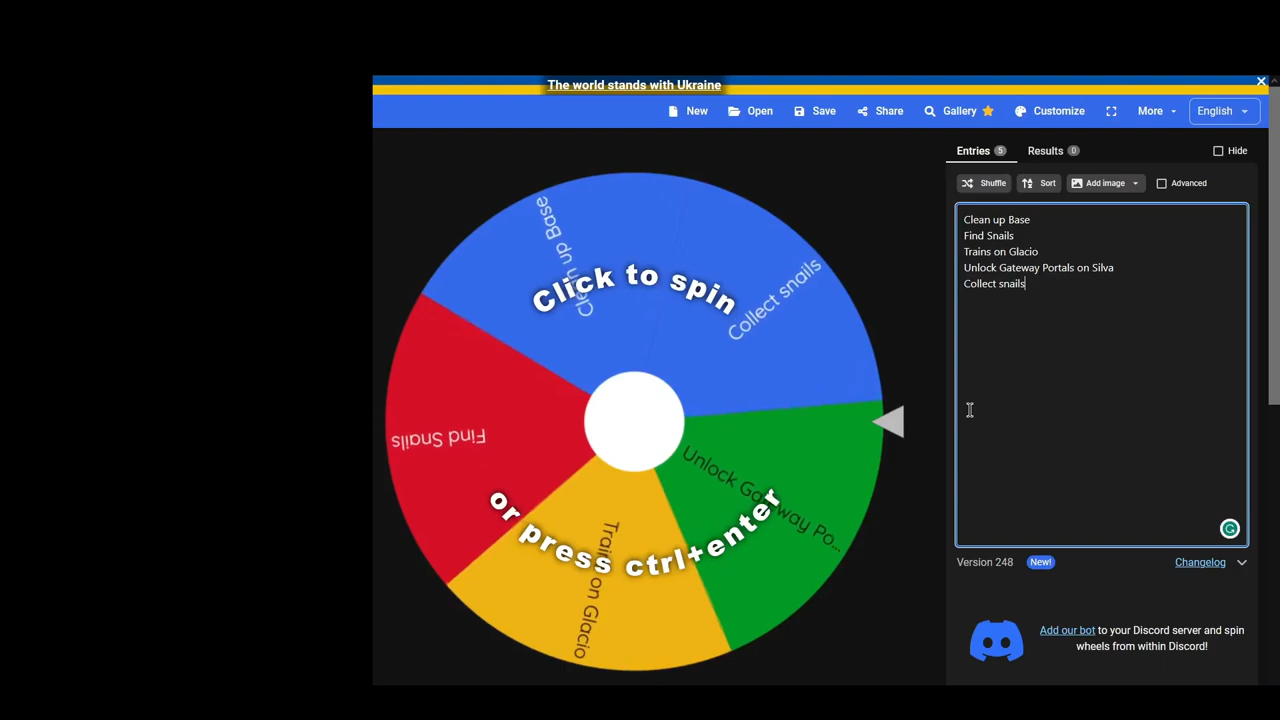 The world stands with Ukraine
New Open Save Share Gallery Customize More English
Entries 5 Results 0 Hide
Shuffle Sort Add image Advanced
Clean up Base
Find Snails
Trains on Glacio
Unlock Gateway Portals on Silva
Collect snails
Clean up Base
Collect snails
Click to spin
Find Snails
Unlock Gateway Po...
Trains on Glacio
or press ctrl+enter
Version 248 New! Changelog
Add our bot to your Discord server and spin
wheels from within Discord!